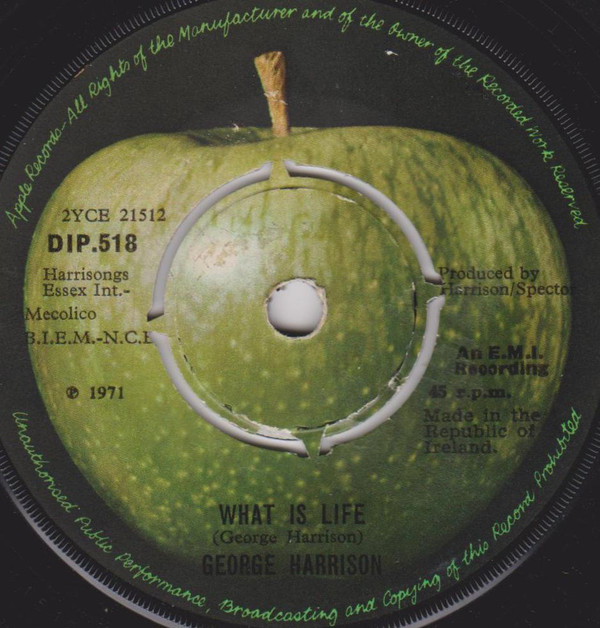 Apple Records-All Rights of the Manufacturer and of the Owner of the Recorded Work Reserved
2YCE 21512
DIP.518
Harrisongs
Essex Int.-
Mecolico
B.I.E.M.-N.C.B
℗ 1971
Produced by
Harrison/Spector
An E.M.I.
Recording
45 r.p.m.
Made in the
Republic of
Ireland.
WHAT IS LIFE
(George Harrison)
GEORGE HARRISON
Unauthorised Public Performance, Broadcasting and Copying of this Record Prohibited